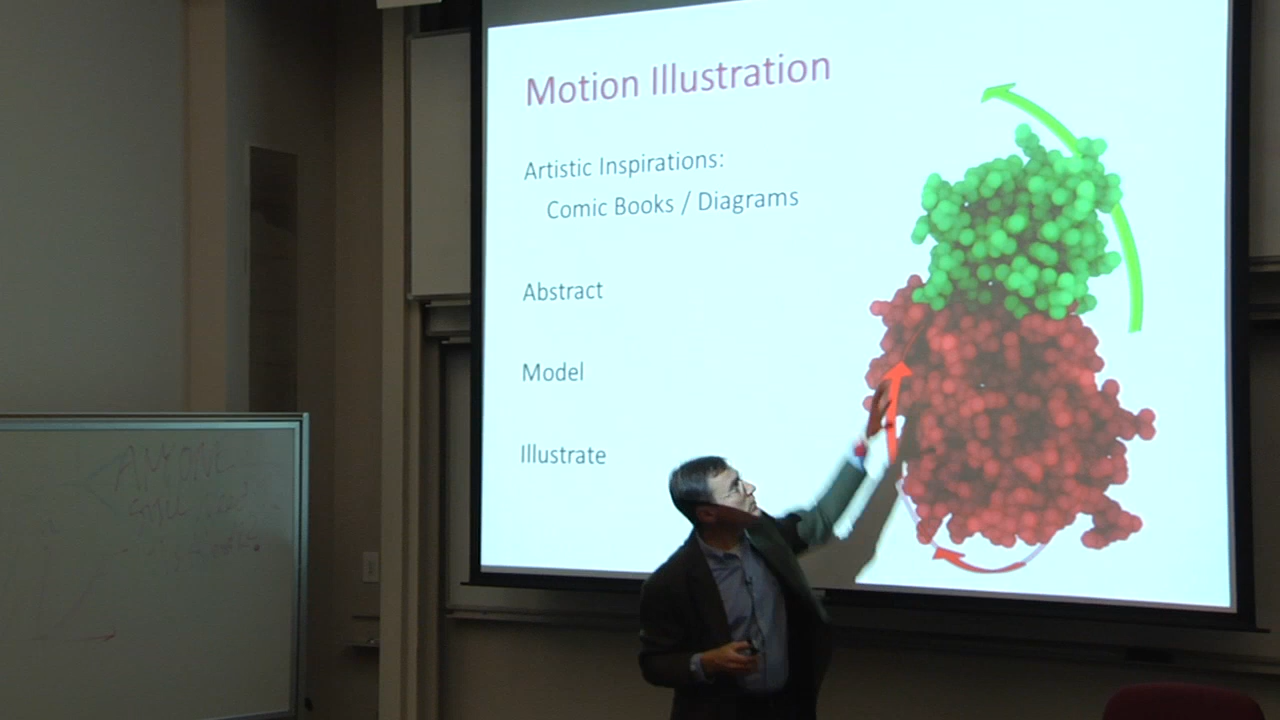 Motion Illustration
Artistic Inspirations:
Comic Books / Diagrams
Abstract
Model
Illustrate